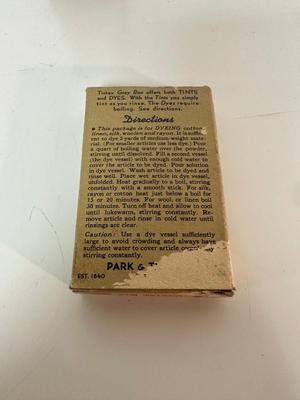 Tintex Gray Box offers both TINTS
and DYES. With the Tints you simply
tint as you rinse. The Dyes require
boiling. See directions.
Directions
• This package is for DYEING cotton,
linen, silk, woolen and rayon. It is sufficient
to dye 2 yards of medium-weight material.
(For smaller articles use less dye.) Pour
a quart of boiling water over the powder,
stirring until dissolved. Fill a second vessel
(the dye vessel) with enough cold water to
cover the article to be dyed. Pour solution
in dye vessel. Wash article to be dyed and
rinse well. Place wet article in dye vessel,
unfolded. Heat gradually to a boil, stirring
constantly with a smooth stick. For silk,
rayon or cotton heat just below a boil for
15 or 20 minutes. For wool, or linen boil
30 minutes. Turn off heat and allow to cool
until lukewarm, stirring constantly. Re-
move article and rinse in cold water until
rinsings are clear.
Caution: Use a dye vessel sufficiently
large to avoid crowding and always have
sufficient water to cover article
stirring constantly.
PARK & T
EST. 1840